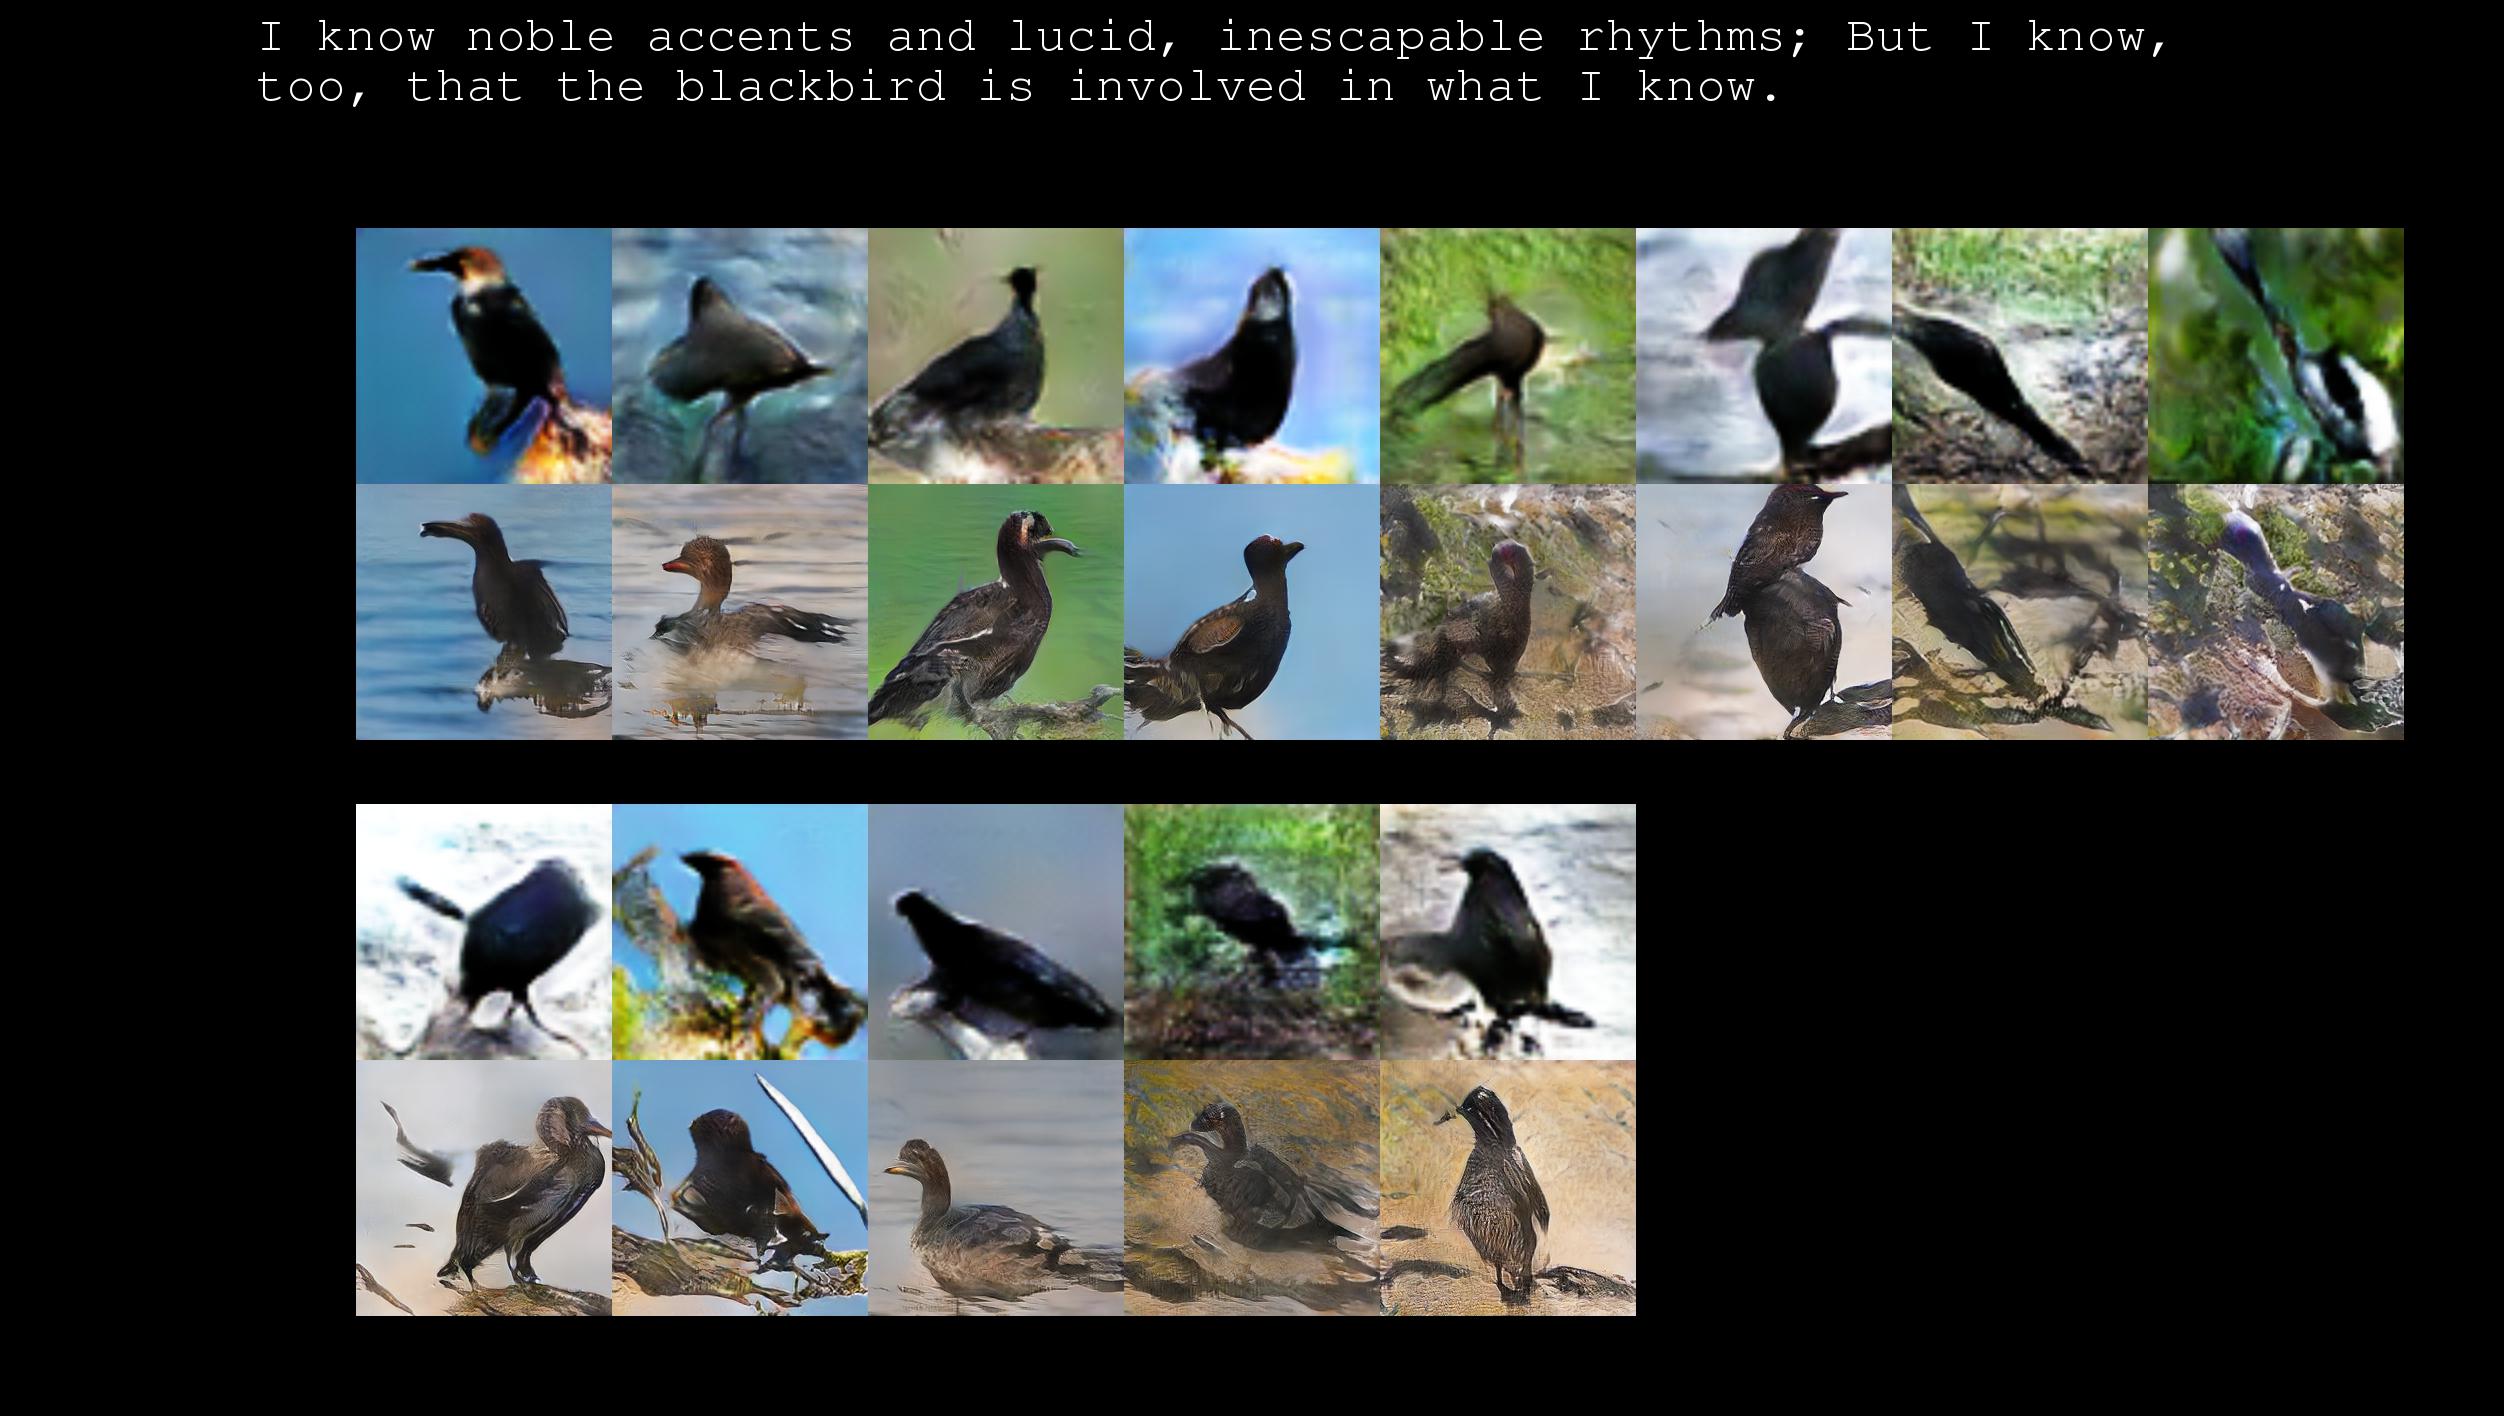 I know noble accents and lucid, inescapable rhythms; But I know,
too, that the blackbird is involved in what I know.